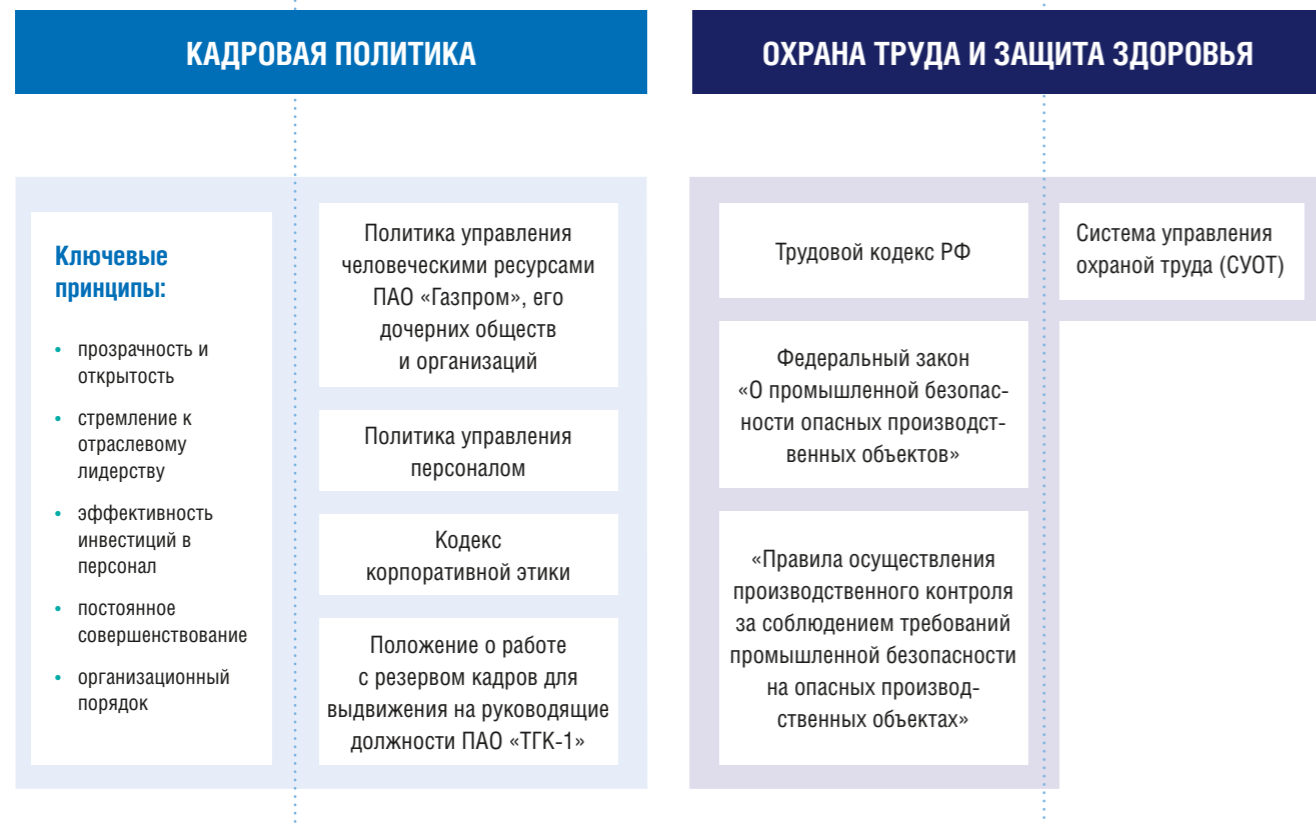 КАДРОВАЯ ПОЛИТИКА
Ключевые
принципы:
• прозрачность и
открытость
• стремление к
отраслевому
лидерству
• эффективность
инвестиций в
персонал
• постоянное
совершенствование
• организационный
порядок
Политика управления
человеческими ресурсами
ПАО «Газпром», его
дочерних обществ
и организаций
Политика управления
персоналом
Кодекс
корпоративной этики
Положение о работе
с резервом кадров для
выдвижения на руководящие
должности ПАО «ТГК-1»
ОХРАНА ТРУДА И ЗАЩИТА ЗДОРОВЬЯ
Трудовой кодекс РФ
Федеральный закон
«О промышленной безопас-
ности опасных производст-
венных объектов»
«Правила осуществления
производственного контроля
за соблюдением требований
промышленной безопасности
на опасных производ-
ственных объектах»
Система управления
охраной труда (СУОТ)